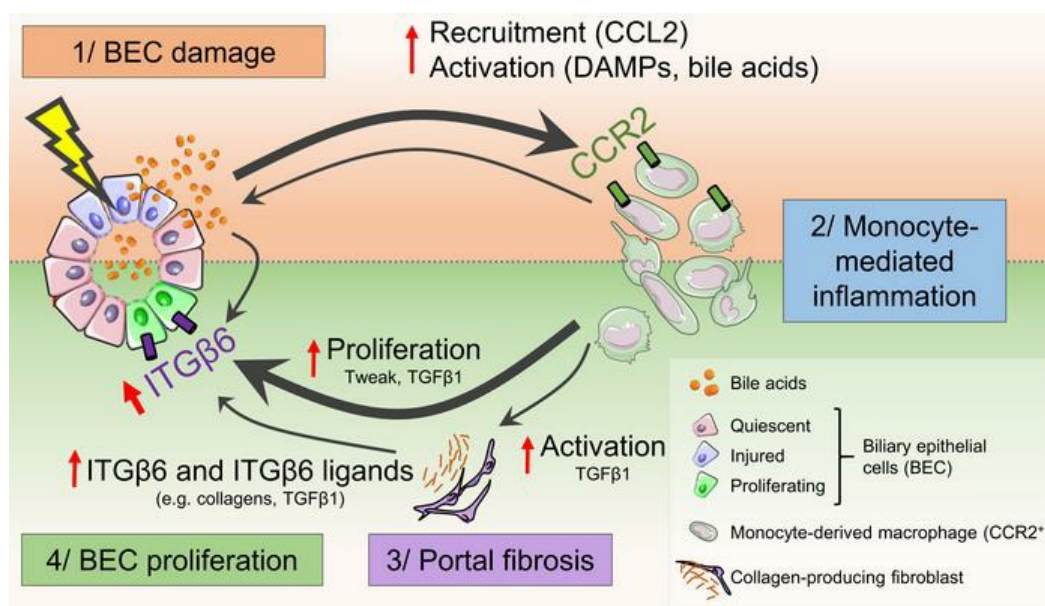 1/ BEC damage
Recruitment (CCL2)
Activation (DAMPs, bile acids)
CCR2
2/ Monocyte-
mediated
inflammation
ITGβ6
Proliferation
Tweak, TGFβ1
ITGβ6 and ITGβ6 ligands
(e.g. collagens, TGFβ1)
Activation
TGFβ1
4/ BEC proliferation
3/ Portal fibrosis
Bile acids
Quiescent
Injured
Proliferating
Biliary epithelial
cells (BEC)
Monocyte-derived macrophage (CCR2⁺
Collagen-producing fibroblast